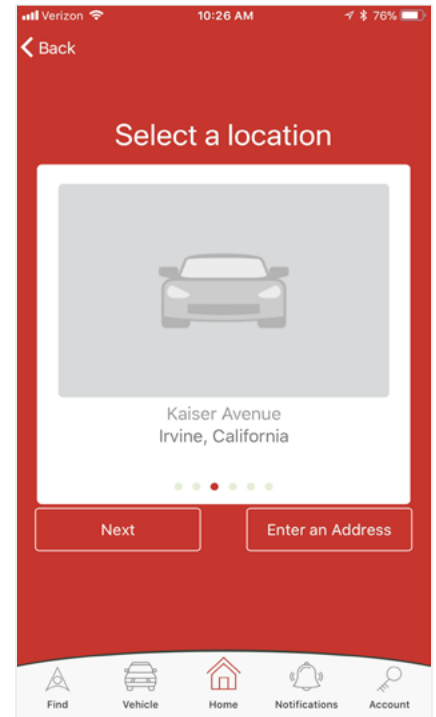 Verizon 10:26 AM 76%
Back
Select a location
Kaiser Avenue
Irvine, California
Next Enter an Address
Find Vehicle Home Notifications Account